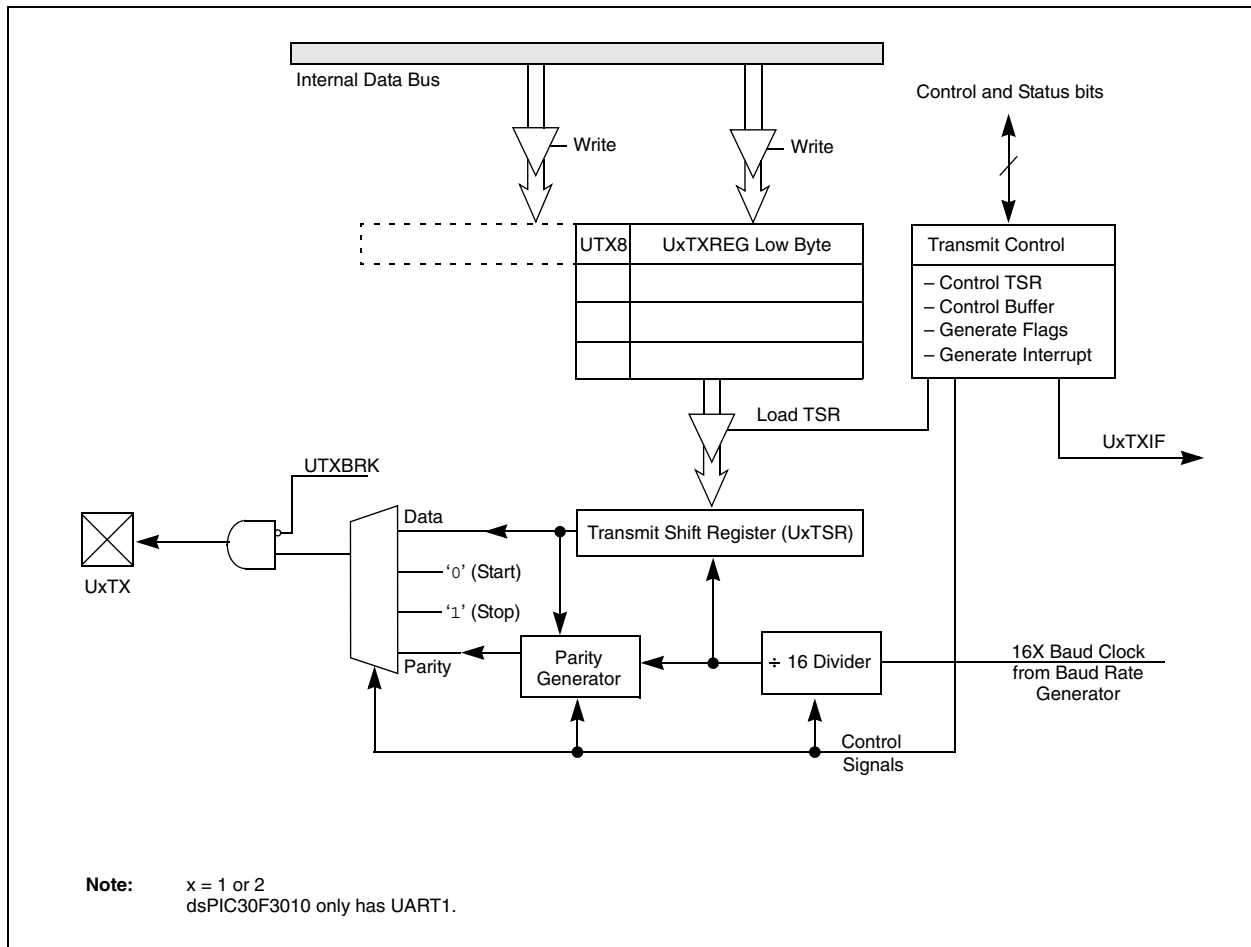 Internal Data Bus
Write
Write
Control and Status bits
UTX8
UxTXREG Low Byte
Transmit Control
– Control TSR
– Control Buffer
– Generate Flags
– Generate Interrupt
Load TSR
UxTXIF
UTXBRK
UxTX
Data
Transmit Shift Register (UxTSR)
‘0’ (Start)
‘1’ (Stop)
Parity
Parity
Generator
÷ 16 Divider
16X Baud Clock
from Baud Rate
Generator
Control
Signals
Note: x = 1 or 2
dsPIC30F3010 only has UART1.